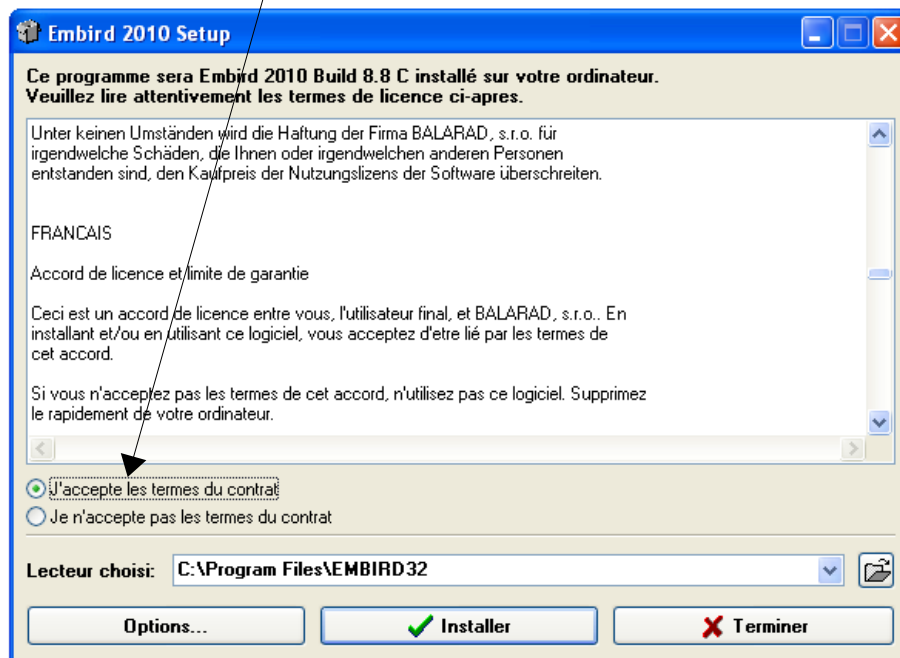 Embird 2010 Setup
Ce programme sera Embird 2010 Build 8.8 C installé sur votre ordinateur.
Veuillez lire attentivement les termes de licence ci-apres.
Unter keinen Umständen wird die Haftung der Firma BALARAD, s.r.o. für
irgendwelche Schäden, die Ihnen oder irgendwelchen anderen Personen
entstanden sind, den Kaufpreis der Nutzungslizens der Software überschreiten.
FRANCAIS
Accord de licence et limite de garantie
Ceci est un accord de licence entre vous, l'utilisateur final, et BALARAD, s.r.o.. En
installant et/ou en utilisant ce logiciel, vous acceptez d'etre lié par les termes de
cet accord.
Si vous n'acceptez pas les termes de cet accord, n'utilisez pas ce logiciel. Supprimez
le rapidement de votre ordinateur.
J'accepte les termes du contrat
Je n'accepte pas les termes du contrat
Lecteur choisi: C:\Program Files\EMBIRD32
Options... Installer Terminer